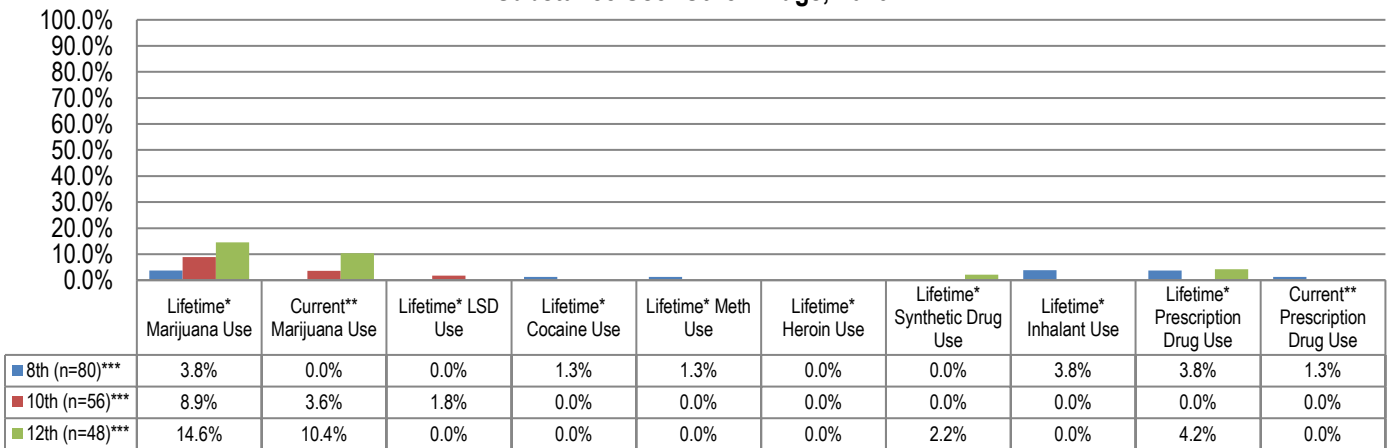 100.0%
90.0%
80.0%
70.0%
60.0%
50.0%
40.0%
30.0%
20.0%
10.0%
0.0%
Lifetime* Marijuana Use
Current** Marijuana Use
Lifetime* LSD Use
Lifetime* Cocaine Use
Lifetime* Meth Use
Lifetime* Heroin Use
Lifetime* Synthetic Drug Use
Lifetime* Inhalant Use
Lifetime* Prescription Drug Use
Current** Prescription Drug Use
8th (n=80)*** 3.8% 0.0% 0.0% 1.3% 1.3% 0.0% 0.0% 3.8% 3.8% 1.3%
10th (n=56)*** 8.9% 3.6% 1.8% 0.0% 0.0% 0.0% 0.0% 0.0% 0.0% 0.0%
12th (n=48)*** 14.6% 10.4% 0.0% 0.0% 0.0% 0.0% 2.2% 0.0% 4.2% 0.0%